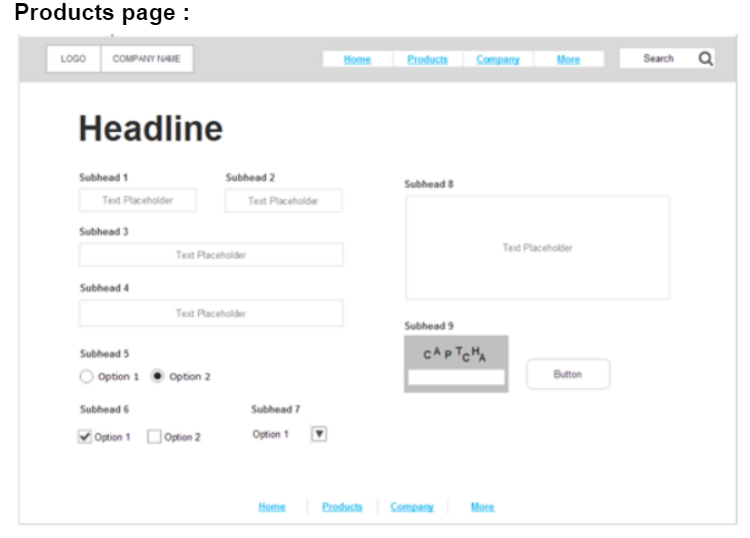 Products page :
LOGO COMPANY NAME Home Products Company More Search
Headline
Subhead 1 Subhead 2
Text Placeholder Text Placeholder
Subhead 3
Text Placeholder
Subhead 4
Text Placeholder
Subhead 5
Option 1 Option 2
Subhead 6 Subhead 7
Option 1 Option 2 Option 1
Subhead 8
Text Placeholder
Subhead 9
CAPTCHA
Button
Home Products Company More